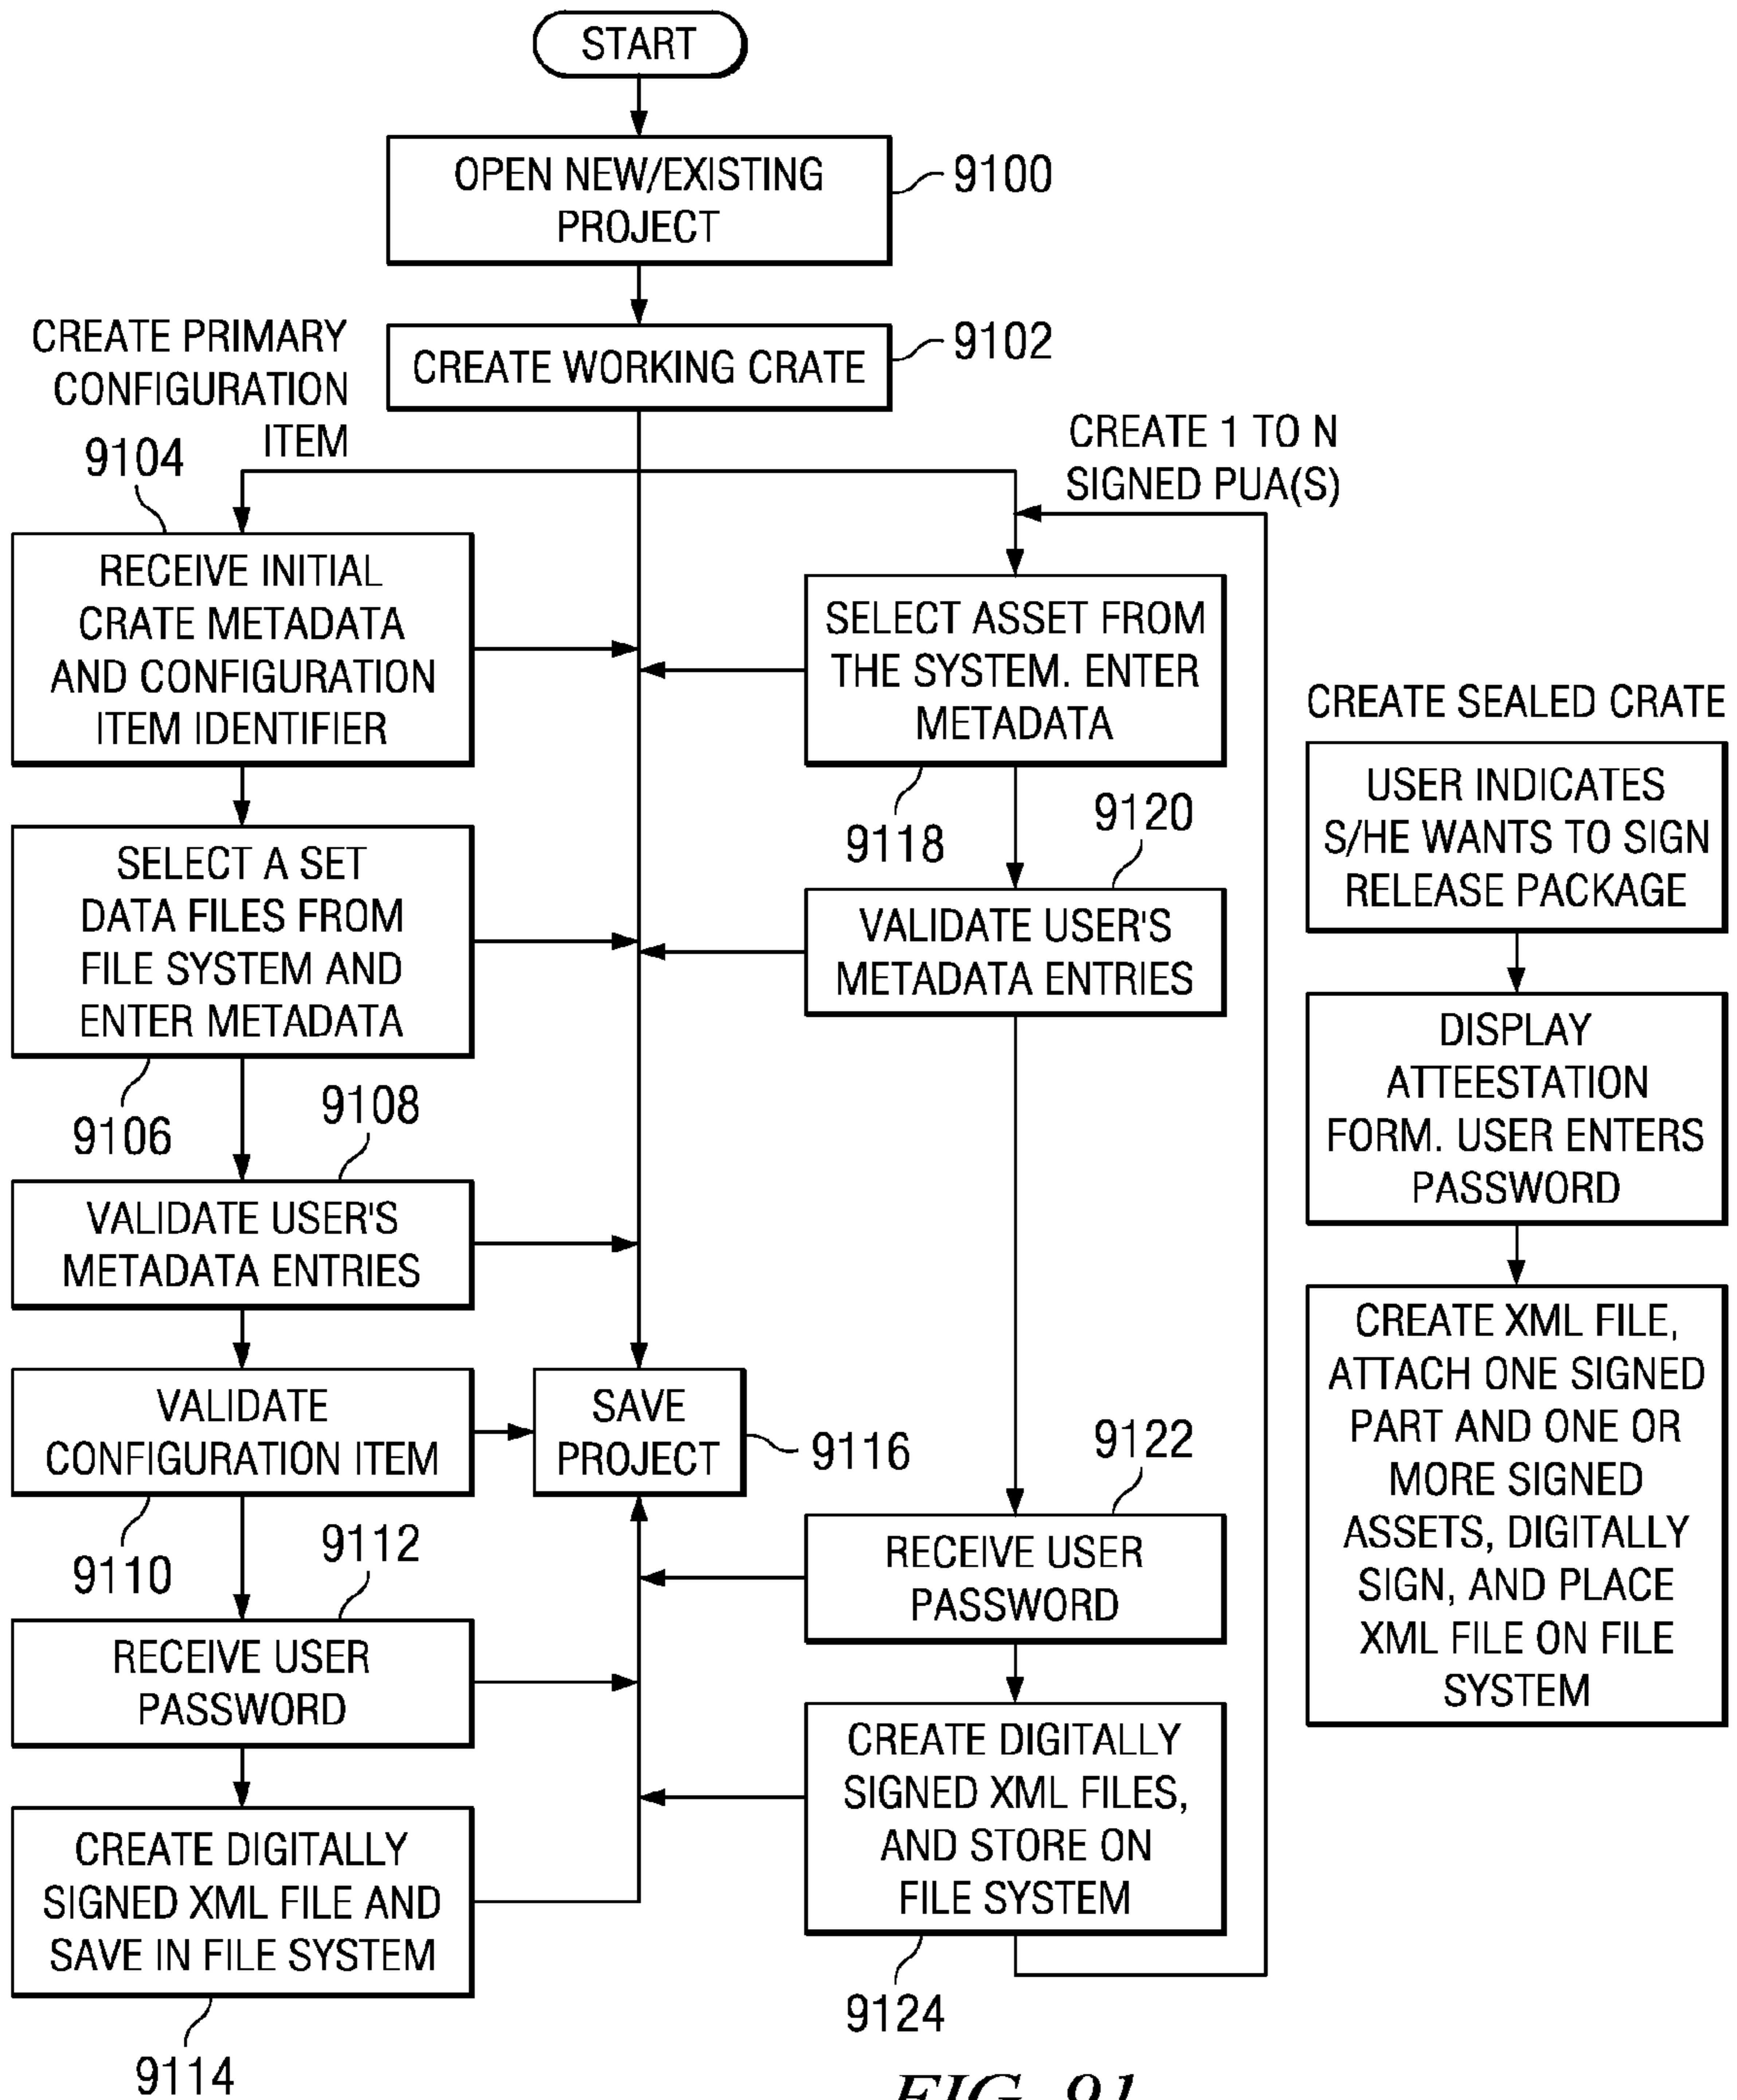 START
OPEN NEW/EXISTING
PROJECT
9100
CREATE WORKING CRATE
9102
CREATE PRIMARY
CONFIGURATION
ITEM
9104
RECEIVE INITIAL
CRATE METADATA
AND CONFIGURATION
ITEM IDENTIFIER
SELECT A SET
DATA FILES FROM
FILE SYSTEM AND
ENTER METADATA
9106
9108
VALIDATE USER'S
METADATA ENTRIES
VALIDATE
CONFIGURATION ITEM
9110
9112
RECEIVE USER
PASSWORD
CREATE DIGITALLY
SIGNED XML FILE AND
SAVE IN FILE SYSTEM
9114
SAVE
PROJECT
9116
CREATE 1 TO N
SIGNED PUA(S)
SELECT ASSET FROM
THE SYSTEM. ENTER
METADATA
9118
9120
VALIDATE USER'S
METADATA ENTRIES
9122
RECEIVE USER
PASSWORD
CREATE DIGITALLY
SIGNED XML FILES,
AND STORE ON
FILE SYSTEM
9124
CREATE SEALED CRATE
USER INDICATES
S/HE WANTS TO SIGN
RELEASE PACKAGE
DISPLAY
ATTEESTATION
FORM. USER ENTERS
PASSWORD
CREATE XML FILE,
ATTACH ONE SIGNED
PART AND ONE OR
MORE SIGNED
ASSETS, DIGITALLY
SIGN, AND PLACE
XML FILE ON FILE
SYSTEM
FIG. 91